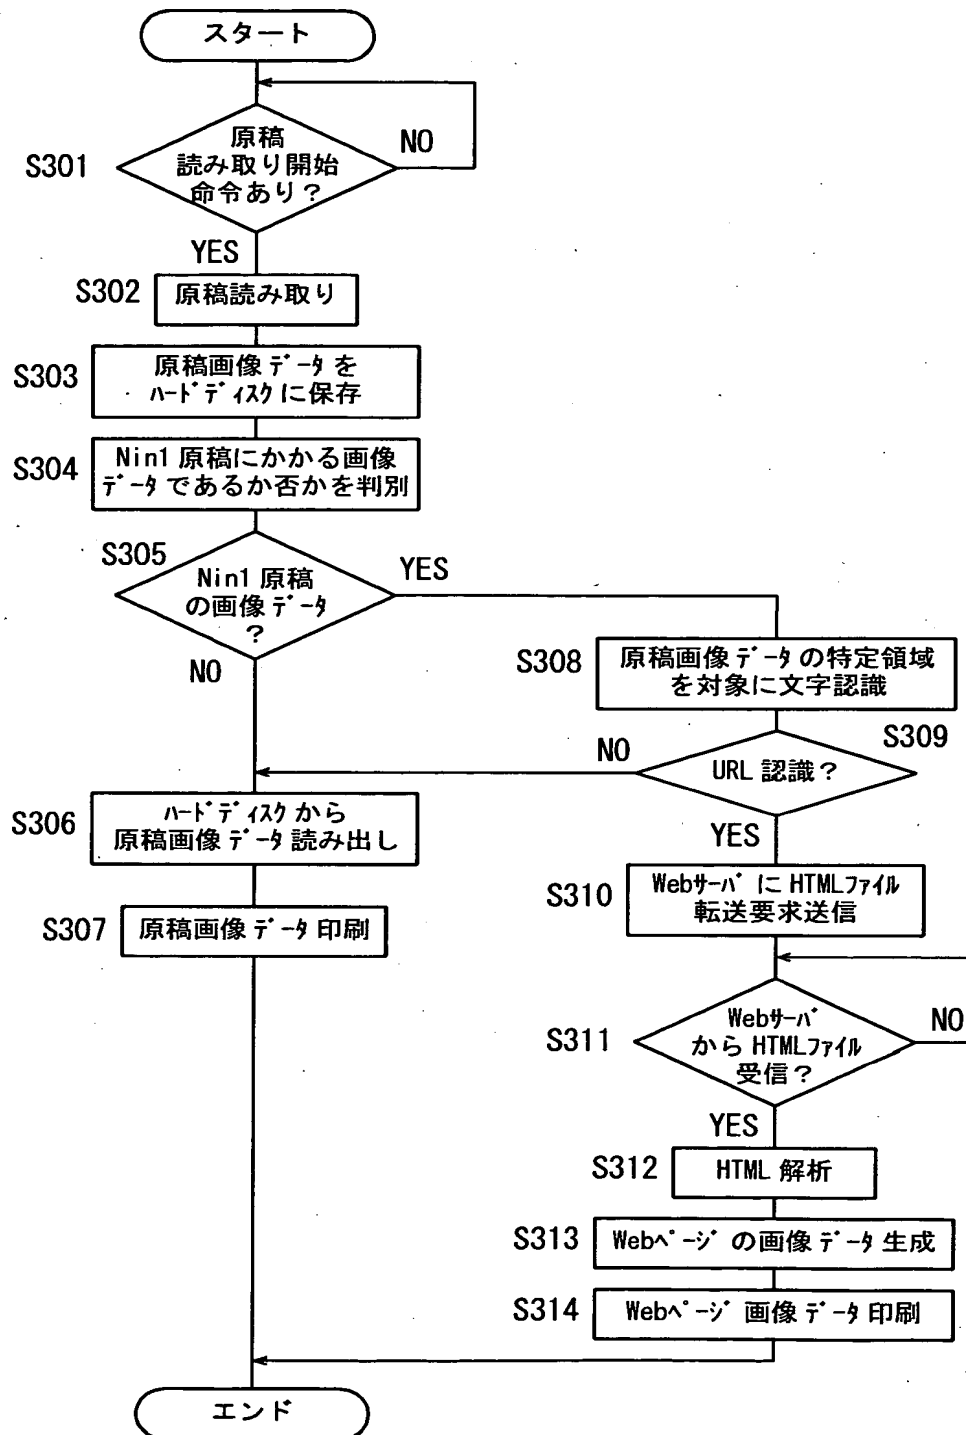 スタート
S301
原稿
読み取り開始
命令あり？
NO
YES
S302
原稿読み取り
S303
原稿画像ﾃﾞｰﾀを
ﾊｰﾄﾞﾃﾞｨｽｸに保存
S304
Nin1原稿にかかる画像
ﾃﾞｰﾀであるか否かを判別
S305
Nin1原稿
の画像ﾃﾞｰﾀ
？
YES
NO
S308
原稿画像ﾃﾞｰﾀの特定領域
を対象に文字認識
S309
URL認識？
NO
YES
S306
ﾊｰﾄﾞﾃﾞｨｽｸから
原稿画像ﾃﾞｰﾀ読み出し
S307
原稿画像ﾃﾞｰﾀ印刷
S310
Webｻｰﾊﾞに HTMLﾌｧｲﾙ
転送要求送信
S311
Webｻｰﾊﾞ
から HTMLﾌｧｲﾙ
受信？
NO
YES
S312
HTML 解析
S313
Webﾍﾟｰｼﾞの画像ﾃﾞｰﾀ生成
S314
Webﾍﾟｰｼﾞ画像ﾃﾞｰﾀ印刷
エンド